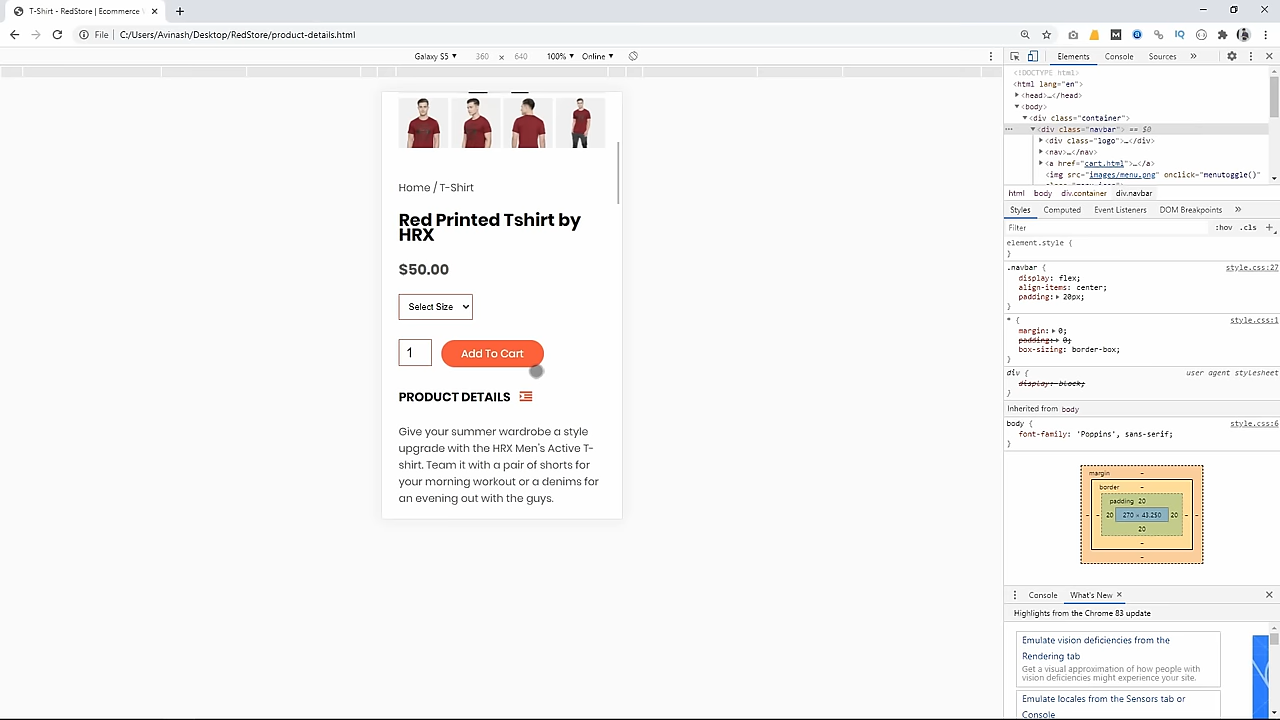 T-Shirt - RedStore | Ecommerce
File
C:/Users/Avinash/Desktop/RedStore/product-details.html
Galaxy S5 360 × 640 100% Online
Home / T-Shirt
Red Printed Tshirt by
HRX
$50.00
Select Size
1
Add To Cart
PRODUCT DETAILS
Give your summer wardrobe a style
upgrade with the HRX Men's Active T-
shirt. Team it with a pair of shorts for
your morning workout or a denims for
an evening out with the guys.
Elements Console Sources »
<!DOCTYPE html>
<html lang="en">
<head>…</head>
<body>
<div class="container">
<div class="navbar"> == $0
<div class="logo">…</div>
<nav>…</nav>
<a href="cart.html">…</a>
<img src="images/menu.png" onclick="menutoggle()"
html body div.container div.navbar
Styles Computed Event Listeners DOM Breakpoints »
Filter :hov .cls +
element.style {
}
.navbar { style.css:27
display: flex;
align-items: center;
padding: 20px;
}
* { style.css:1
margin: 0;
padding: 0;
box-sizing: border-box;
}
div { user agent stylesheet
display: block;
}
Inherited from body
body { style.css:6
font-family: 'Poppins', sans-serif;
}
margin -
border -
padding 20
- - 20 270 × 43.250 20 - -
20
-
-
Console What's New ×
Highlights from the Chrome 83 update
Emulate vision deficiencies from the
Rendering tab
Get a visual approximation of how people with
vision deficiencies might experience your site.
Emulate locales from the Sensors tab or
Console